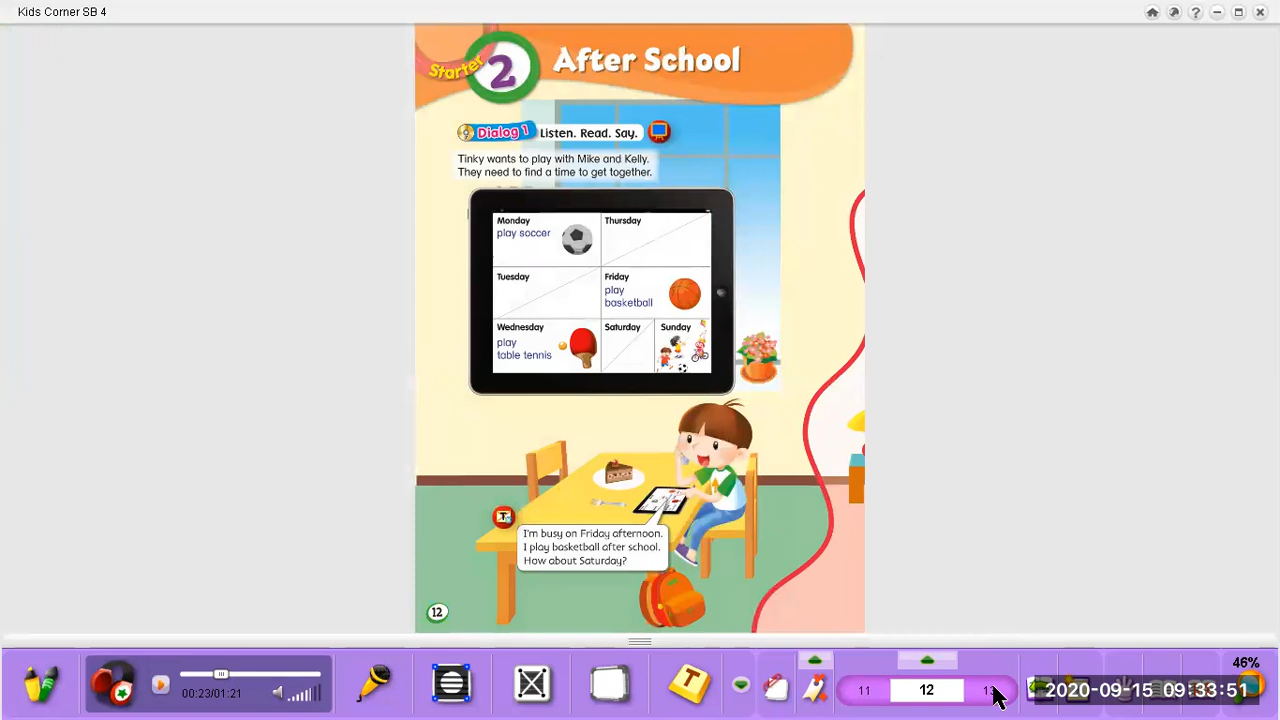 Kids Corner SB 4
Starter 2 After School
Dialog 1 Listen. Read. Say.
Tinky wants to play with Mike and Kelly.
They need to find a time to get together.
Monday
play soccer
Thursday
Tuesday
Friday
play
basketball
Wednesday
play
table tennis
Saturday
Sunday
T
I'm busy on Friday afternoon.
I play basketball after school.
How about Saturday?
12
00:23/01:21
T
11
12
46%
2020-09-15 09:33:51